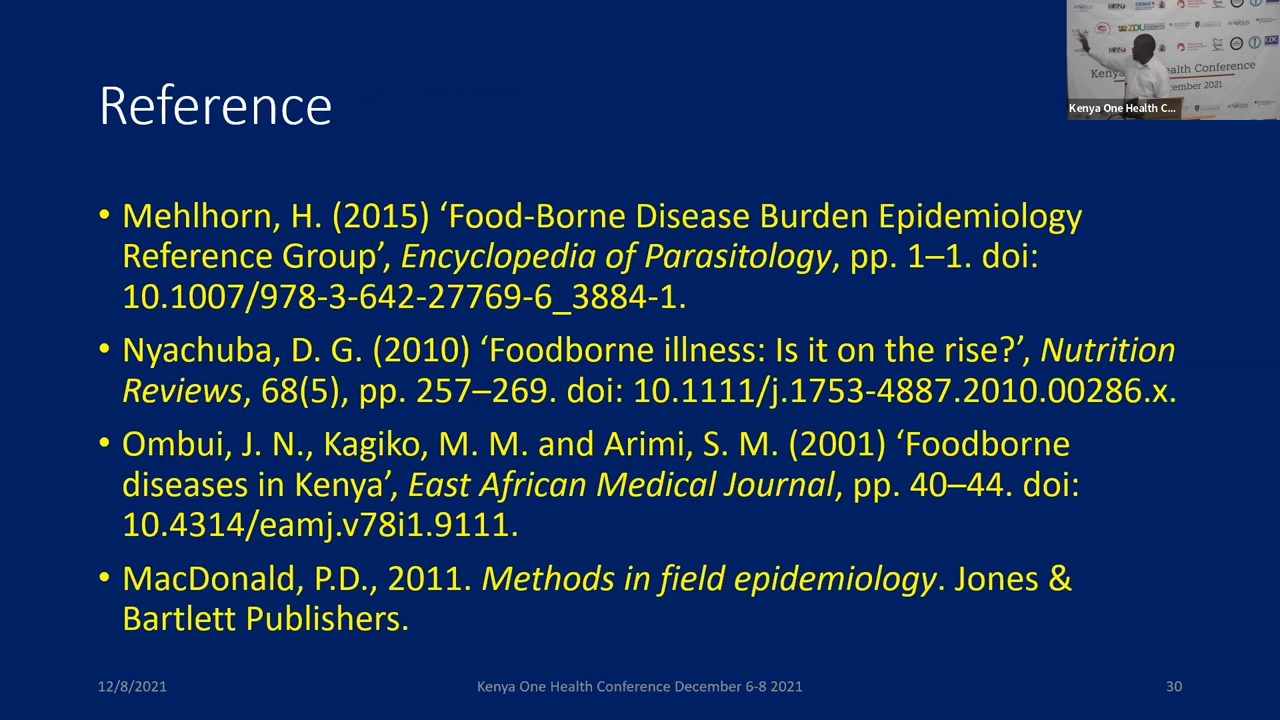 Reference
• Mehlhorn, H. (2015) ‘Food-Borne Disease Burden Epidemiology
Reference Group’, Encyclopedia of Parasitology, pp. 1–1. doi:
10.1007/978-3-642-27769-6_3884-1.
• Nyachuba, D. G. (2010) ‘Foodborne illness: Is it on the rise?’, Nutrition
Reviews, 68(5), pp. 257–269. doi: 10.1111/j.1753-4887.2010.00286.x.
• Ombui, J. N., Kagiko, M. M. and Arimi, S. M. (2001) ‘Foodborne
diseases in Kenya’, East African Medical Journal, pp. 40–44. doi:
10.4314/eamj.v78i1.9111.
• MacDonald, P.D., 2011. Methods in field epidemiology. Jones &
Bartlett Publishers.
12/8/2021
Kenya One Health Conference December 6-8 2021
30
ZDU
Conference
2021
Kenya One Health C...